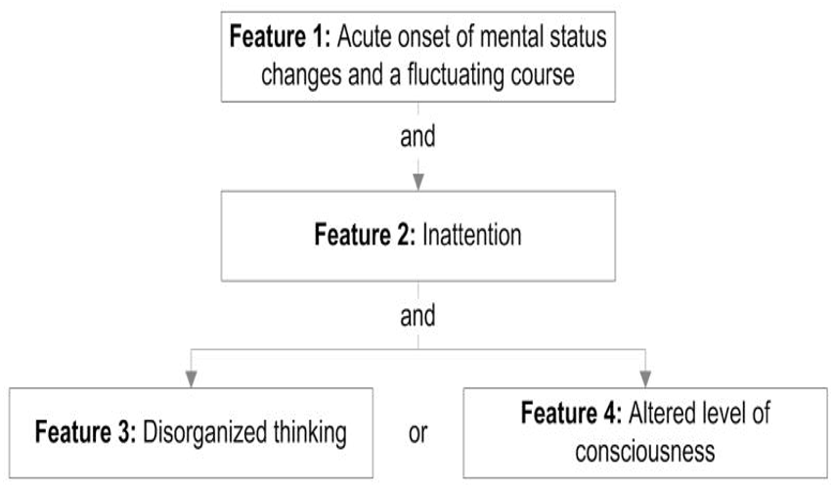 Feature 1: Acute onset of mental status
changes and a fluctuating course
and
Feature 2: Inattention
and
Feature 3: Disorganized thinking
or
Feature 4: Altered level of
consciousness